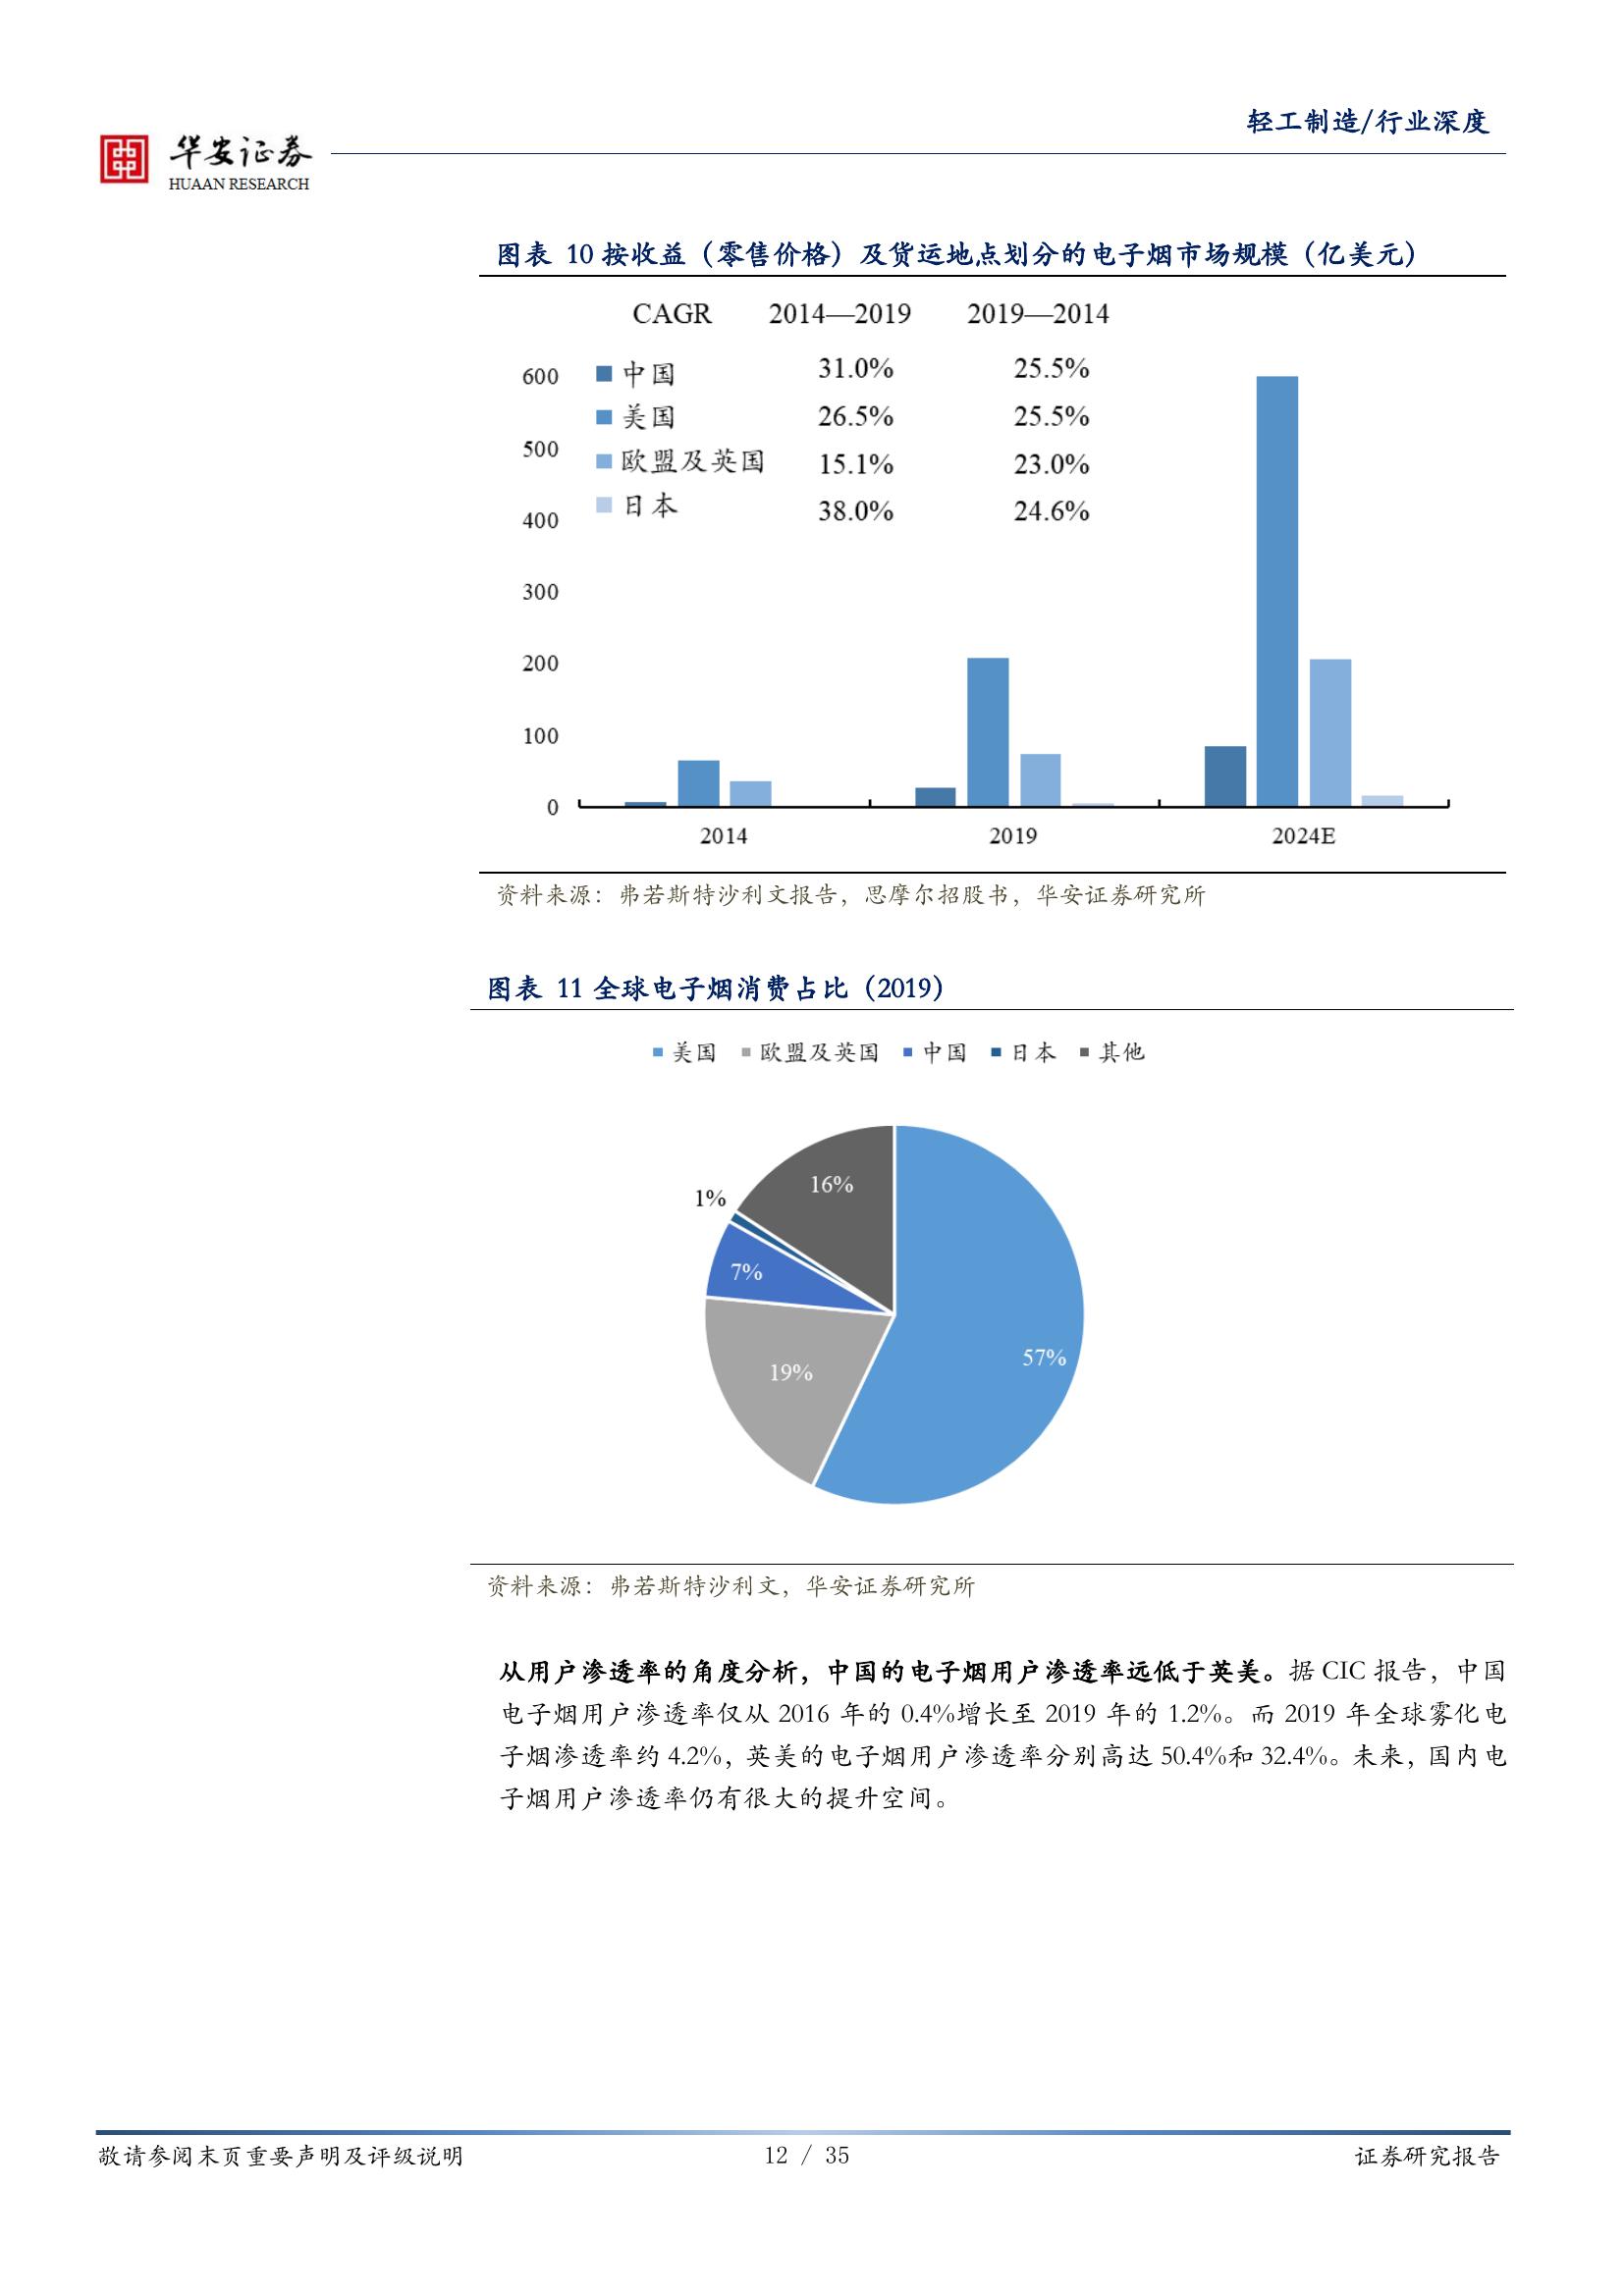 轻工制造/行业深度
华安证券
HUAAN RESEARCH
图表 10 按收益（零售价格）及货运地点划分的电子烟市场规模（亿美元）
CAGR 2014—2019 2019—2014
中国 31.0% 25.5%
美国 26.5% 25.5%
欧盟及英国 15.1% 23.0%
日本 38.0% 24.6%
600
500
400
300
200
100
0
2014 2019 2024E
资料来源：弗若斯特沙利文报告，思摩尔招股书，华安证券研究所
图表 11 全球电子烟消费占比（2019）
美国 欧盟及英国 中国 日本 其他
16%
1%
7%
57%
19%
资料来源：弗若斯特沙利文，华安证券研究所
从用户渗透率的角度分析，中国的电子烟用户渗透率远低于英美。据 CIC 报告，中国
电子烟用户渗透率仅从 2016 年的 0.4%增长至 2019 年的 1.2%。而 2019 年全球雾化电
子烟渗透率约 4.2%，英美的电子烟用户渗透率分别高达 50.4%和 32.4%。未来，国内电
子烟用户渗透率仍有很大的提升空间。
敬请参阅末页重要声明及评级说明 12 / 35 证券研究报告